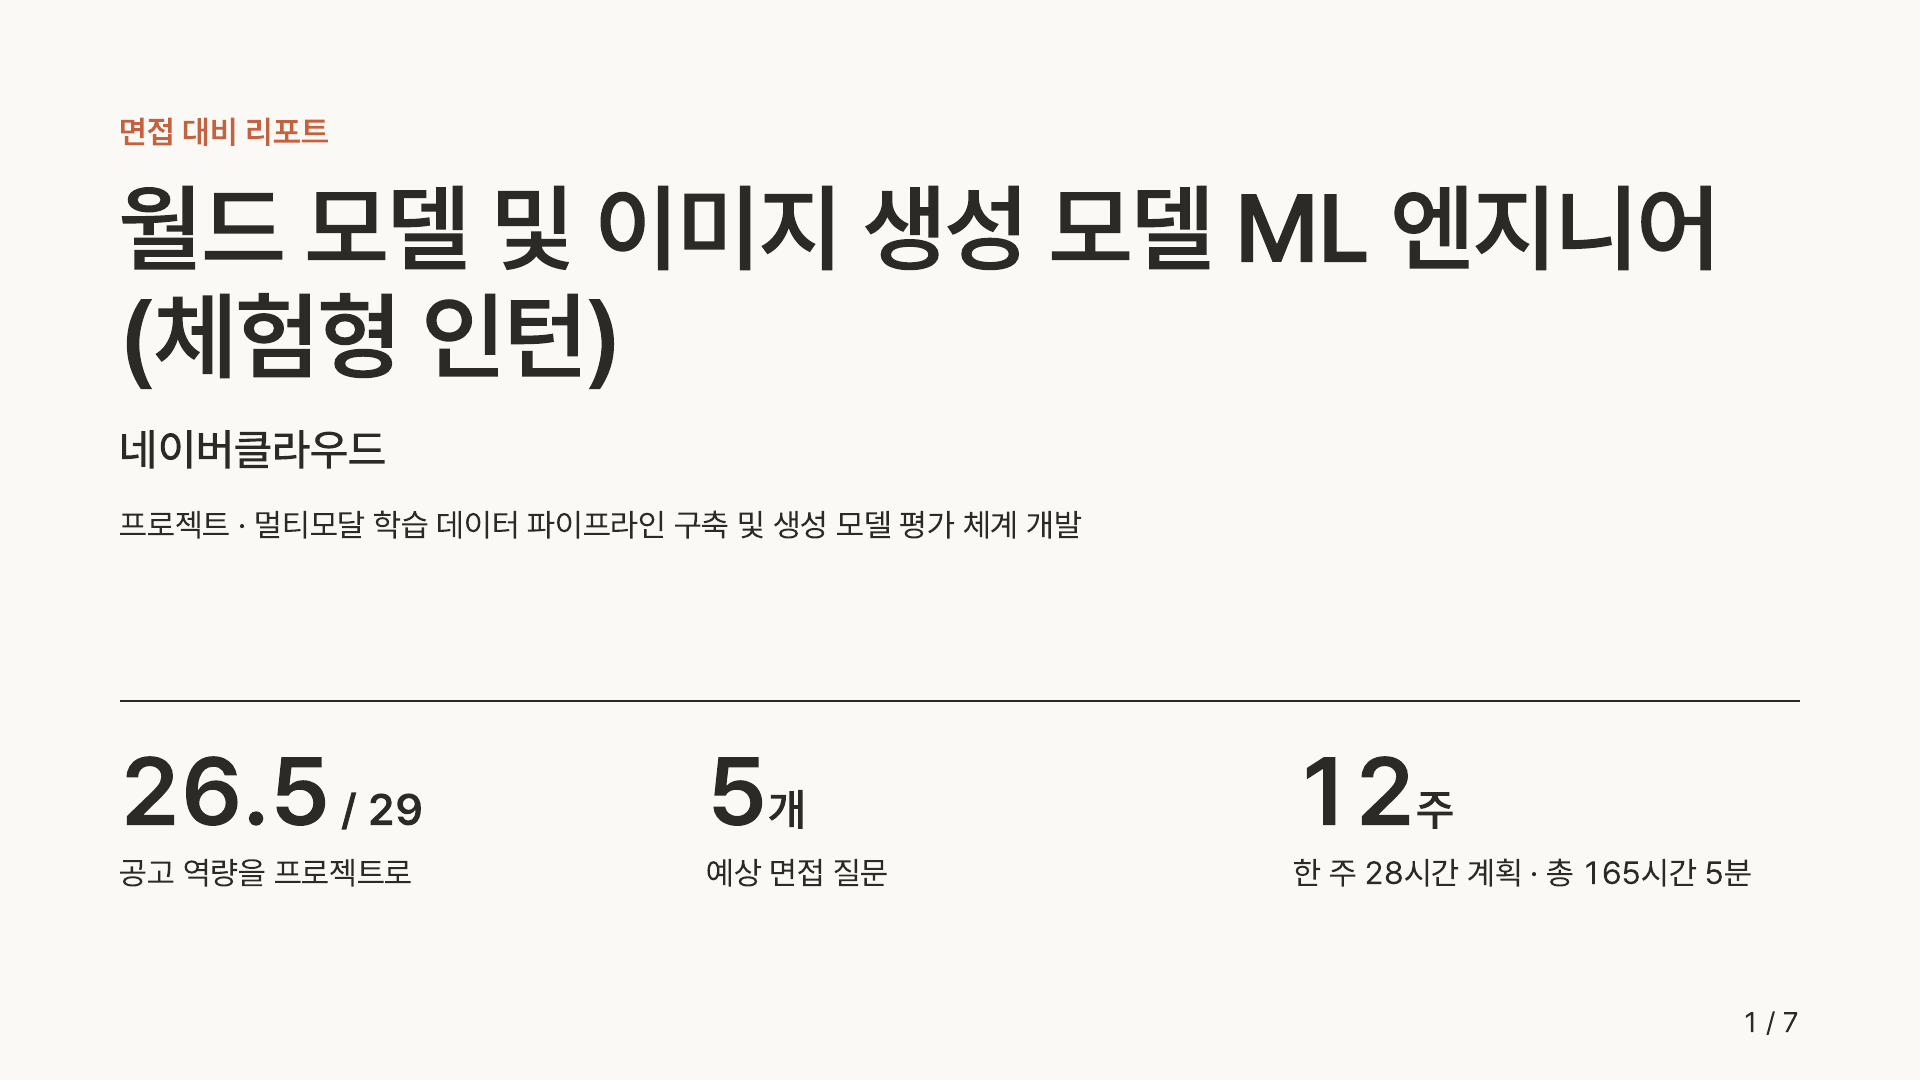 면접 대비 리포트
월드 모델 및 이미지 생성 모델 ML 엔지니어
(체험형 인턴)
네이버클라우드
프로젝트 · 멀티모달 학습 데이터 파이프라인 구축 및 생성 모델 평가 체계 개발
26.5 / 29
공고 역량을 프로젝트로
5개
예상 면접 질문
12주
한 주 28시간 계획 · 총 165시간 5분
1 / 7